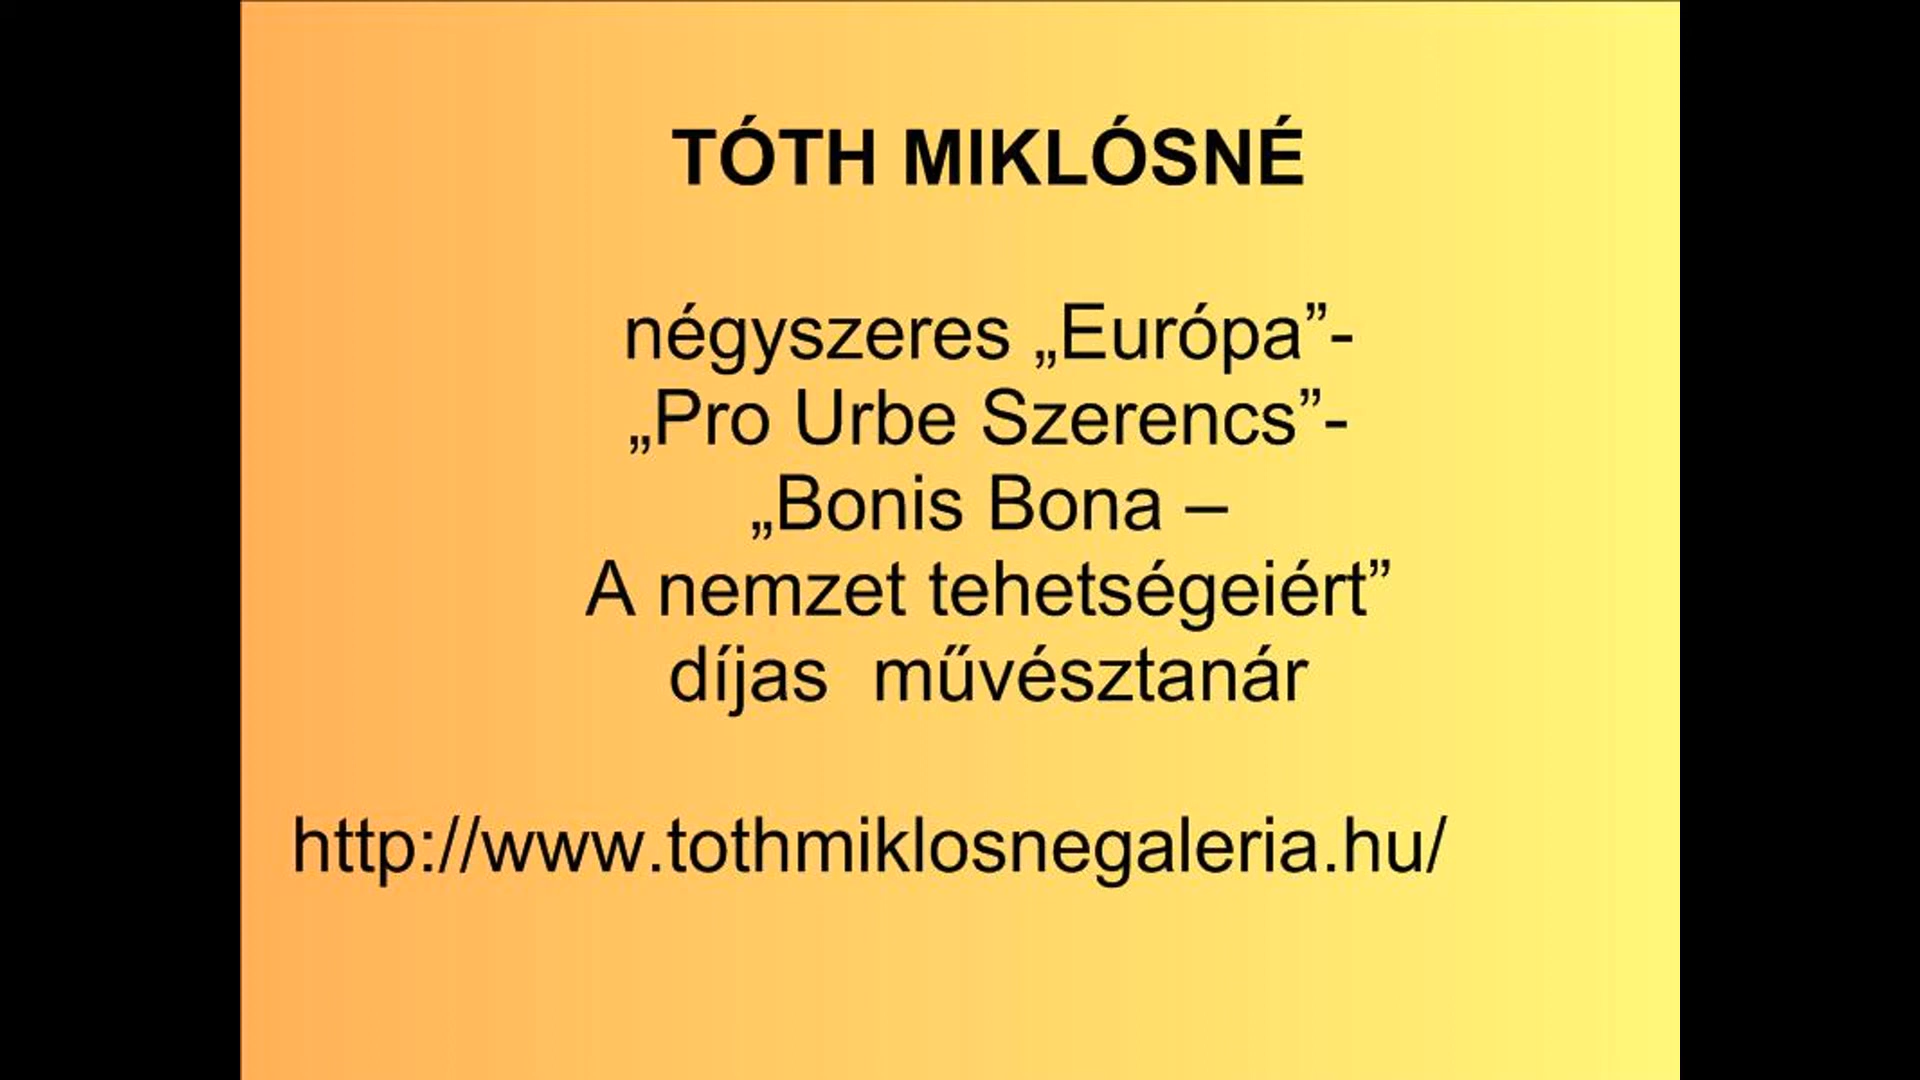 TÓTH MIKLÓSNÉ
négyszeres „Európa”-
„Pro Urbe Szerencs”-
„Bonis Bona –
A nemzet tehetségeiért”
díjas  művésztanár
http://www.tothmiklosnegaleria.hu/